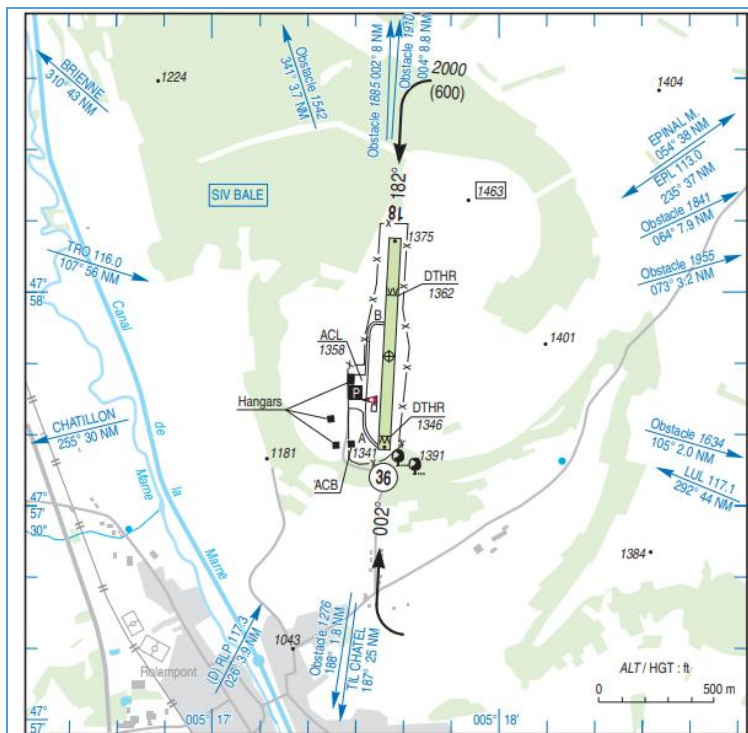 BRIENNE
310° 43 NM
1224
Obstacle 1542
341° 3.7 NM
Obstacle 1885 002° 8 NM
Obstacle 1910
004° 8.8 NM
2000
(600)
1404
EPINAL M.
054° 38 NM
EPL 113.0
235° 37 NM
SIV BALE
182°
18
1463
1375
Obstacle 1841
064° 7.9 NM
TRO 116.0
107° 56 NM
Obstacle 1955
073° 3.2 NM
47°
58'
DTHR
1362
B
ACL
1358
1401
P
Hangars
DTHR
1346
CHATILLON
255° 30 NM
Canal
de
la
Marne
Marne
A
1341
1181
1391
ACB
36
Obstacle 1634
105° 2.0 NM
LUL 117.1
292° 44 NM
47°
57'
30"
002°
1384
(D) RLP 117.3
026° 3.9 NM
1043
Obstacle 1276
168° 1.8 NM
TIL CHATEL
187° 25 NM
Rolampont
ALT / HGT : ft
0 500 m
47°
57'
005° 17'
005° 18'